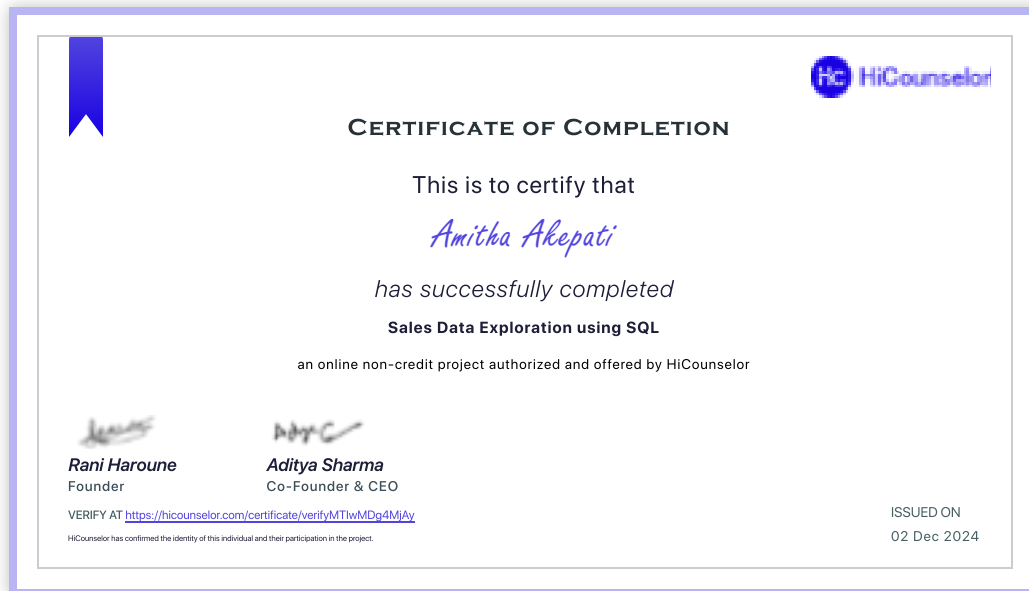 Hc HiCounselor
CERTIFICATE OF COMPLETION
This is to certify that
Amitha Akepati
has successfully completed
Sales Data Exploration using SQL
an online non-credit project authorized and offered by HiCounselor
Rani Haroune
Founder
Aditya Sharma
Co-Founder & CEO
VERIFY AT https://hicounselor.com/certificate/verifyMTIwMDg4MjAy
HiCounselor has confirmed the identity of this individual and their participation in the project.
ISSUED ON
02 Dec 2024